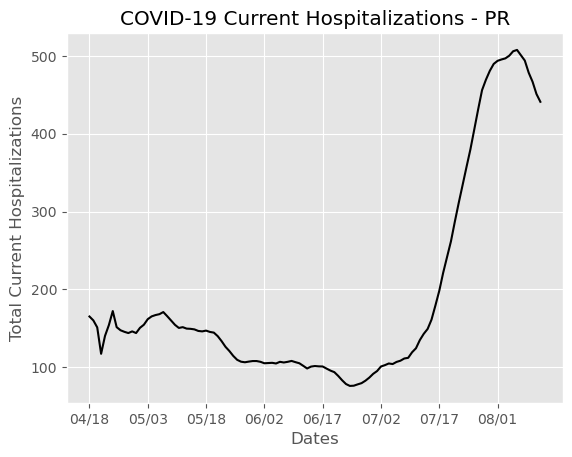 COVID-19 Current Hospitalizations - PR
Total Current Hospitalizations
500
400
300
200
100
04/18 05/03 05/18 06/02 06/17 07/02 07/17 08/01
Dates